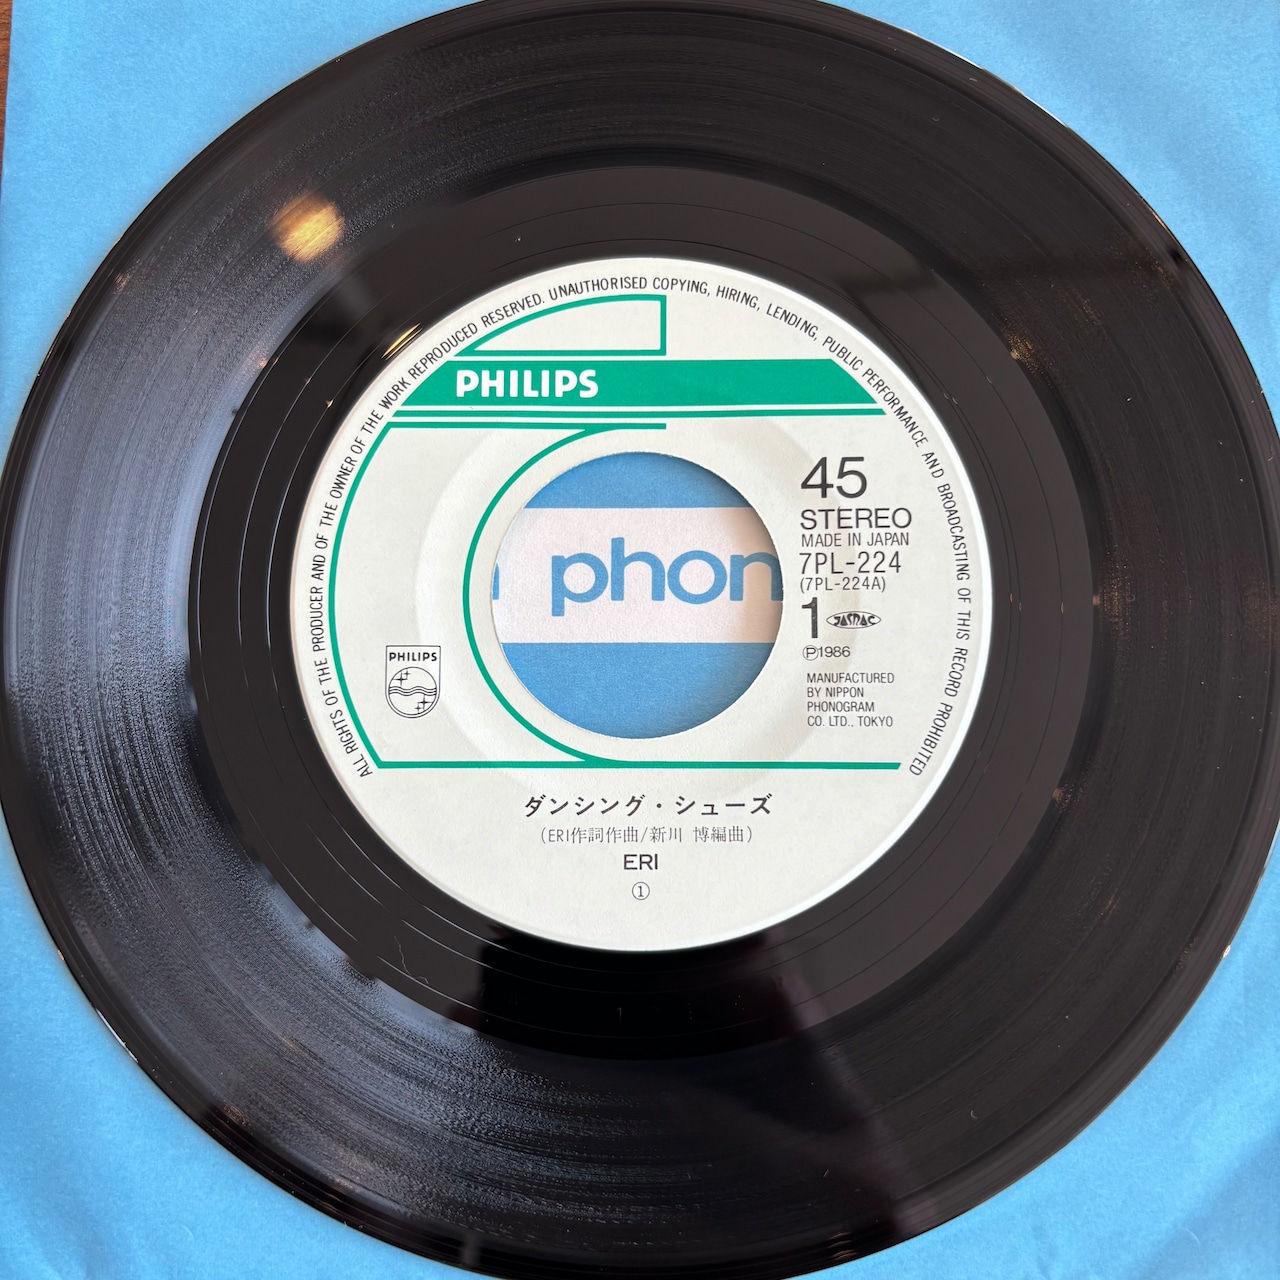 ALL RIGHTS OF THE PRODUCER AND OF THE OWNER OF THE WORK REPRODUCED RESERVED. UNAUTHORISED COPYING, HIRING, LENDING, PUBLIC PERFORMANCE AND BROADCASTING OF THIS RECORD PROHIBITED
PHILIPS
45
STEREO
MADE IN JAPAN
7PL-224
(7PL-224A)
1 JASRAC
℗1986
MANUFACTURED
BY NIPPON
PHONOGRAM
CO. LTD., TOKYO
phon
PHILIPS
ダンシング・シューズ
(ERI作詞作曲/新川 博編曲)
ERI
①